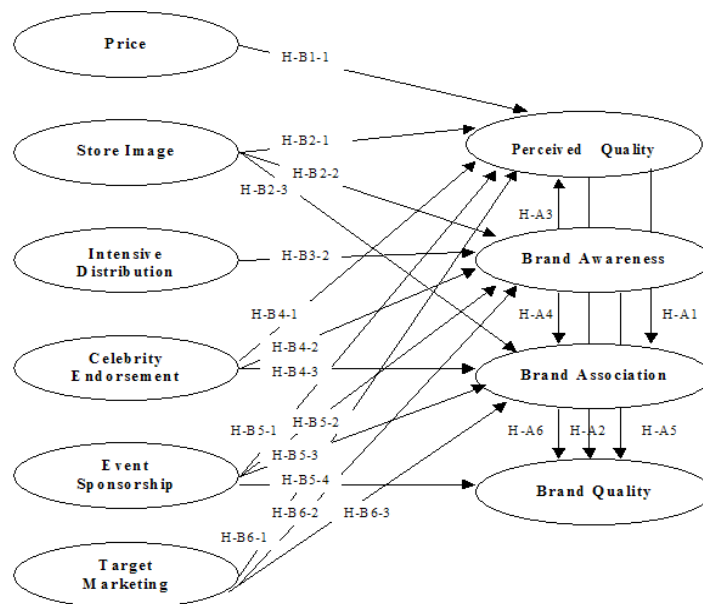 Price
H-B1-1
Store Image
H-B2-1
Perceived Quality
H-B2-2
H-B2-3
H-A3
Intensive
Distribution
H-B3-2
Brand Awareness
H-B4-1
H-A4
H-A1
H-B4-2
Celebrity
Endorsement
H-B4-3
Brand Association
H-B5-1
H-B5-2
H-A6
H-A2
H-A5
H-B5-3
Event
Sponsorship
H-B5-4
Brand Quality
H-B6-2
H-B6-3
H-B6-1
Target
Marketing